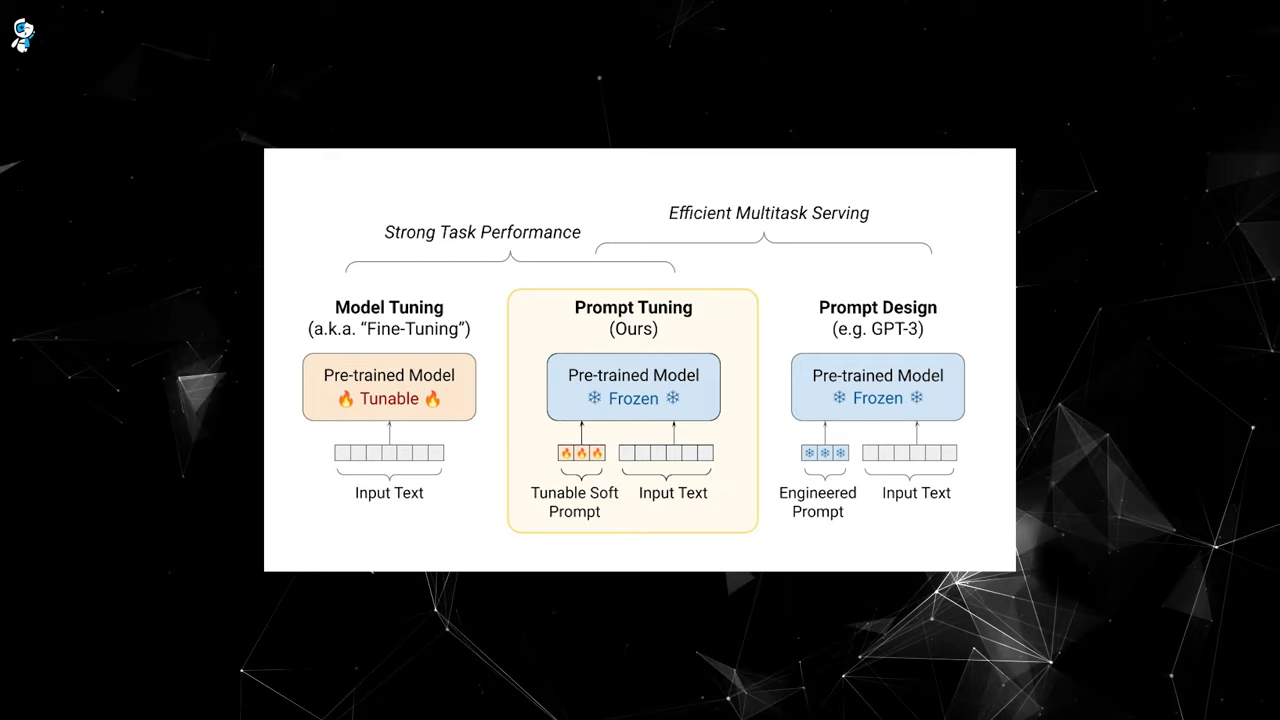 Efficient Multitask Serving
Strong Task Performance
Model Tuning
(a.k.a. “Fine-Tuning”)
Pre-trained Model
Tunable
Input Text
Prompt Tuning
(Ours)
Pre-trained Model
Frozen
Tunable Soft
Prompt
Input Text
Prompt Design
(e.g. GPT-3)
Pre-trained Model
Frozen
Engineered
Prompt
Input Text